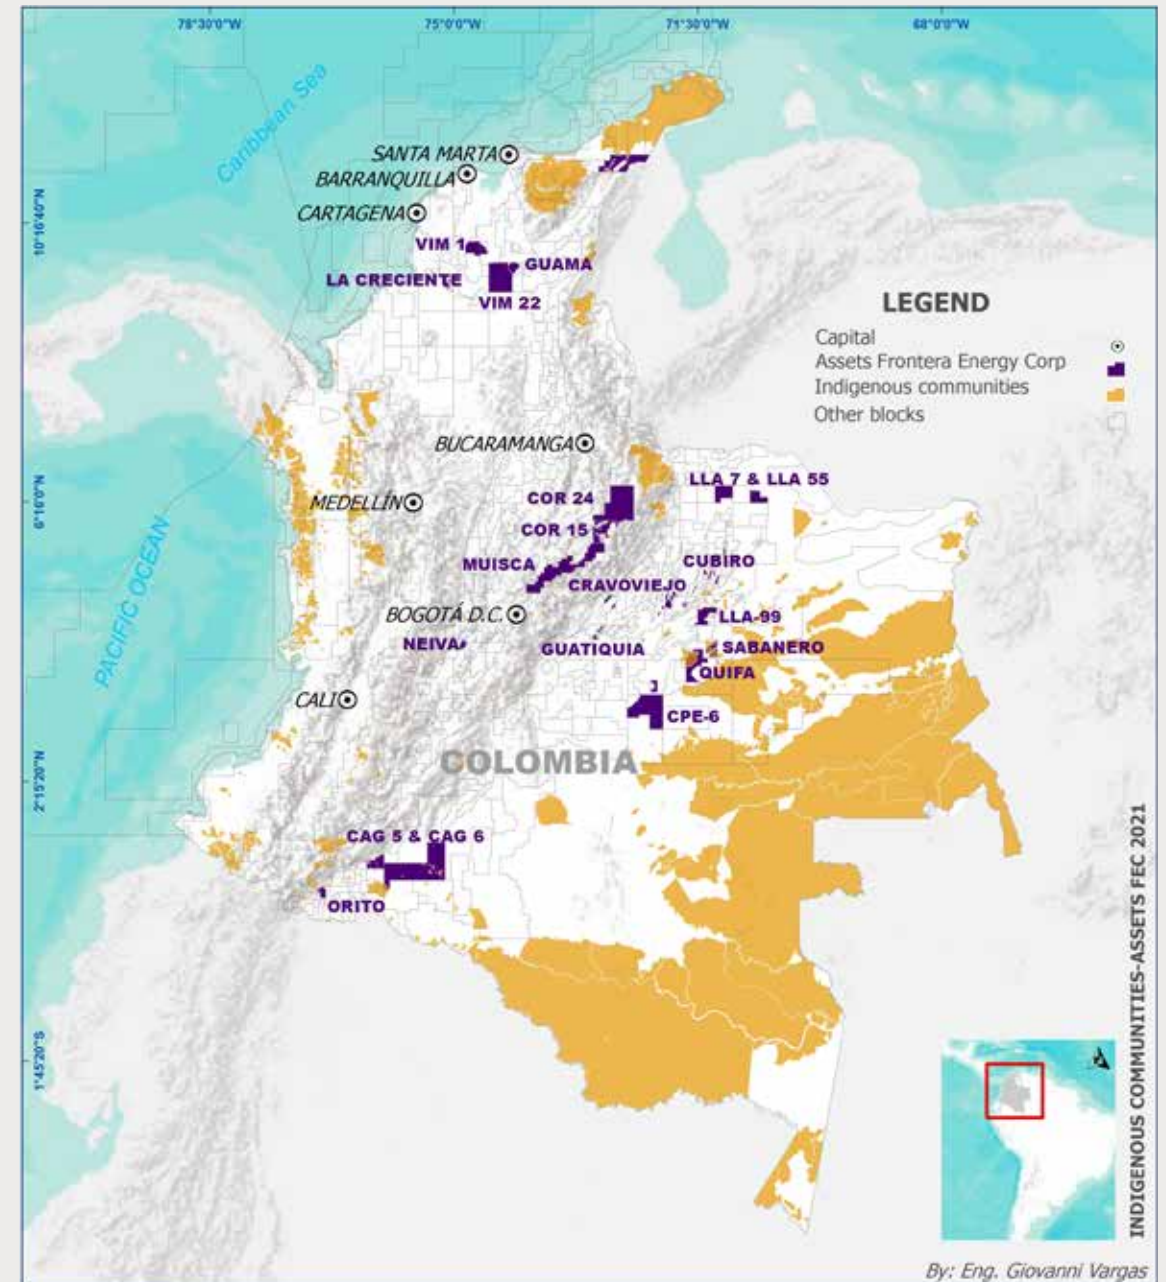 78°30'0"W
75°0'0"W
71°30'0"W
68°0'0"W
Caribbean Sea
SANTA MARTA
BARRANQUILLA
CARTAGENA
10°16'40"N
VIM 1
GUAMA
LA CRECIENTE
VIM 22
LEGEND
Capital
Assets Frontera Energy Corp
Indigenous communities
Other blocks
BUCARAMANGA
LLA 7 & LLA 55
COR 24
MEDELLÍN
6°16'0"N
COR 15
MUISCA
CUBIRO
CRAVOVIEJO
PACIFIC OCEAN
BOGOTÁ D.C.
LLA-99
NEIVA
GUATIQUIA
SABANERO
QUIFA
CALI
CPE-6
COLOMBIA
2°15'20"N
CAG 5 & CAG 6
ORITO
1°45'20"S
INDIGENOUS COMMUNITIES-ASSETS FEC 2021
By: Eng. Giovanni Vargas